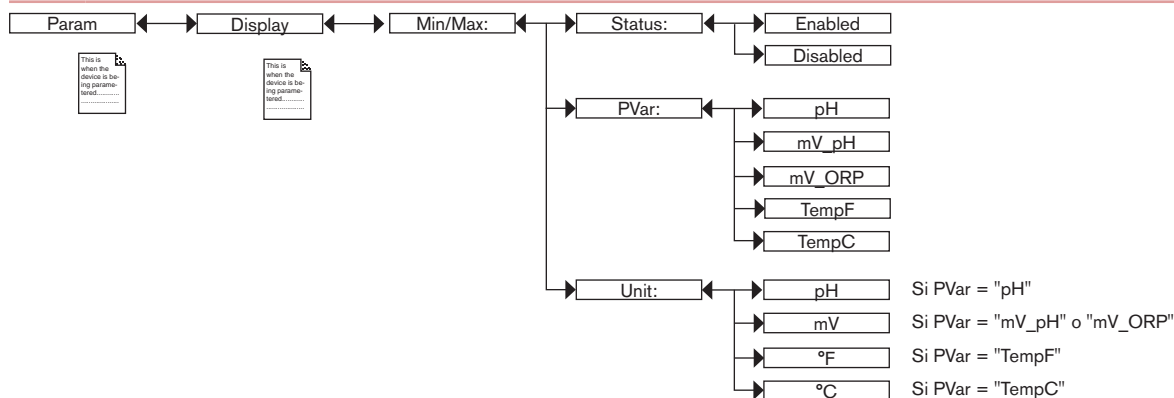 Param
Display
Min/Max:
Status:
Enabled
Disabled
This is
when the
device is be-
ing parame-
tered...........
...................
This is
when the
device is be-
ing parame-
tered...........
...................
PVar:
pH
mV_pH
mV_ORP
TempF
TempC
Unit:
pH Si PVar = "pH"
mV Si PVar = "mV_pH" o "mV_ORP"
°F Si PVar = "TempF"
°C Si PVar = "TempC"